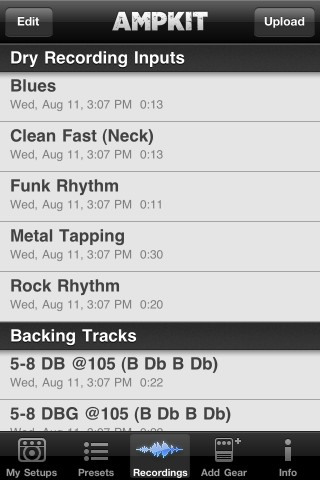 Edit
AMPKIT
Upload
Dry Recording Inputs
Blues
Wed, Aug 11, 3:07 PM 0:13
Clean Fast (Neck)
Wed, Aug 11, 3:07 PM 0:13
Funk Rhythm
Wed, Aug 11, 3:07 PM 0:11
Metal Tapping
Wed, Aug 11, 3:07 PM 0:30
Rock Rhythm
Wed, Aug 11, 3:07 PM 0:20
Backing Tracks
5-8 DB @105 (B Db B Db)
Wed, Aug 11, 3:07 PM 0:22
5-8 DBG @105 (B Db B Db)
My Setups
Presets
Recordings
Add Gear
Info